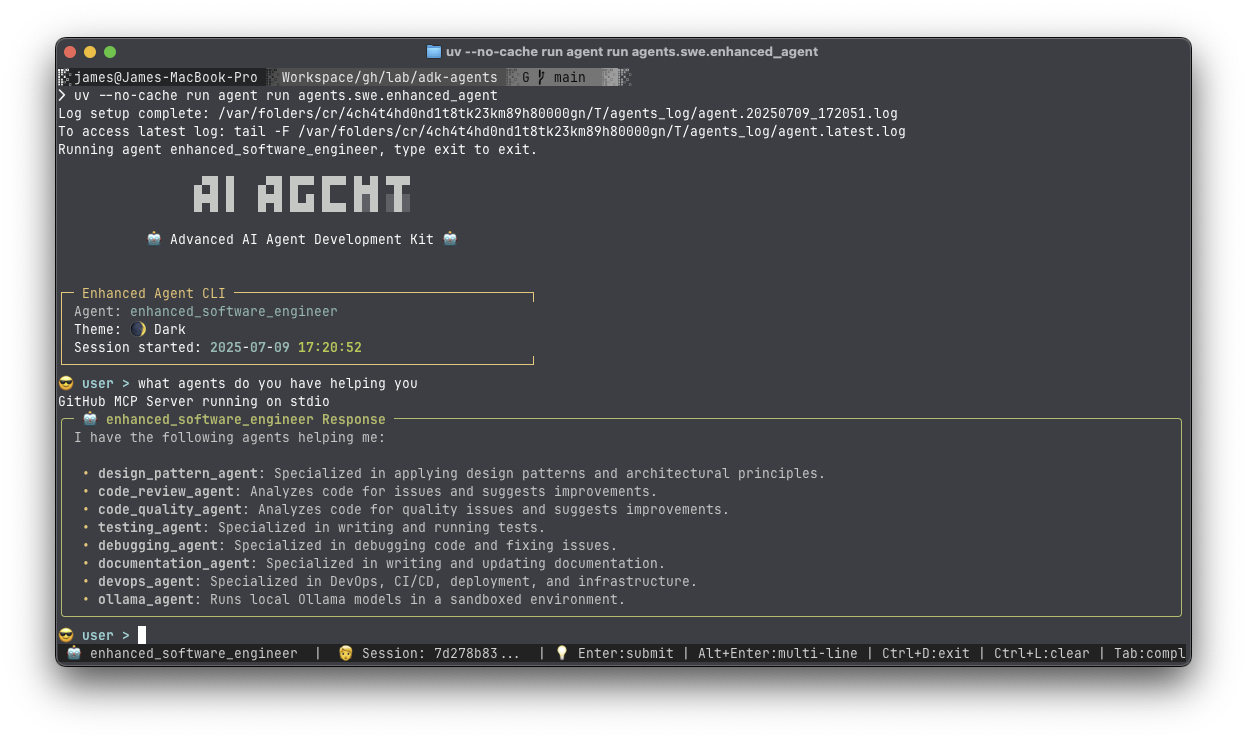 uv --no-cache run agent run agents.swe.enhanced_agent
james@James-MacBook-Pro Workspace/gh/lab/adk-agents G main
❯ uv --no-cache run agent run agents.swe.enhanced_agent
Log setup complete: /var/folders/cr/4ch4t4hd0nd1t8tk23km89h80000gn/T/agents_log/agent.20250709_172051.log
To access latest log: tail -F /var/folders/cr/4ch4t4hd0nd1t8tk23km89h80000gn/T/agents_log/agent.latest.log
Running agent enhanced_software_engineer, type exit to exit.
AI AGENT
🤖 Advanced AI Agent Development Kit 🤖
Enhanced Agent CLI
Agent: enhanced_software_engineer
Theme: 🌒 Dark
Session started: 2025-07-09 17:20:52
😎 user > what agents do you have helping you
GitHub MCP Server running on stdio
🤖 enhanced_software_engineer Response
I have the following agents helping me:
• design_pattern_agent: Specialized in applying design patterns and architectural principles.
• code_review_agent: Analyzes code for issues and suggests improvements.
• code_quality_agent: Analyzes code for quality issues and suggests improvements.
• testing_agent: Specialized in writing and running tests.
• debugging_agent: Specialized in debugging code and fixing issues.
• documentation_agent: Specialized in writing and updating documentation.
• devops_agent: Specialized in DevOps, CI/CD, deployment, and infrastructure.
• ollama_agent: Runs local Ollama models in a sandboxed environment.
😎 user >
🤖 enhanced_software_engineer | 🧑 Session: 7d278b83... | 💡 Enter:submit | Alt+Enter:multi-line | Ctrl+D:exit | Ctrl+L:clear | Tab:compl